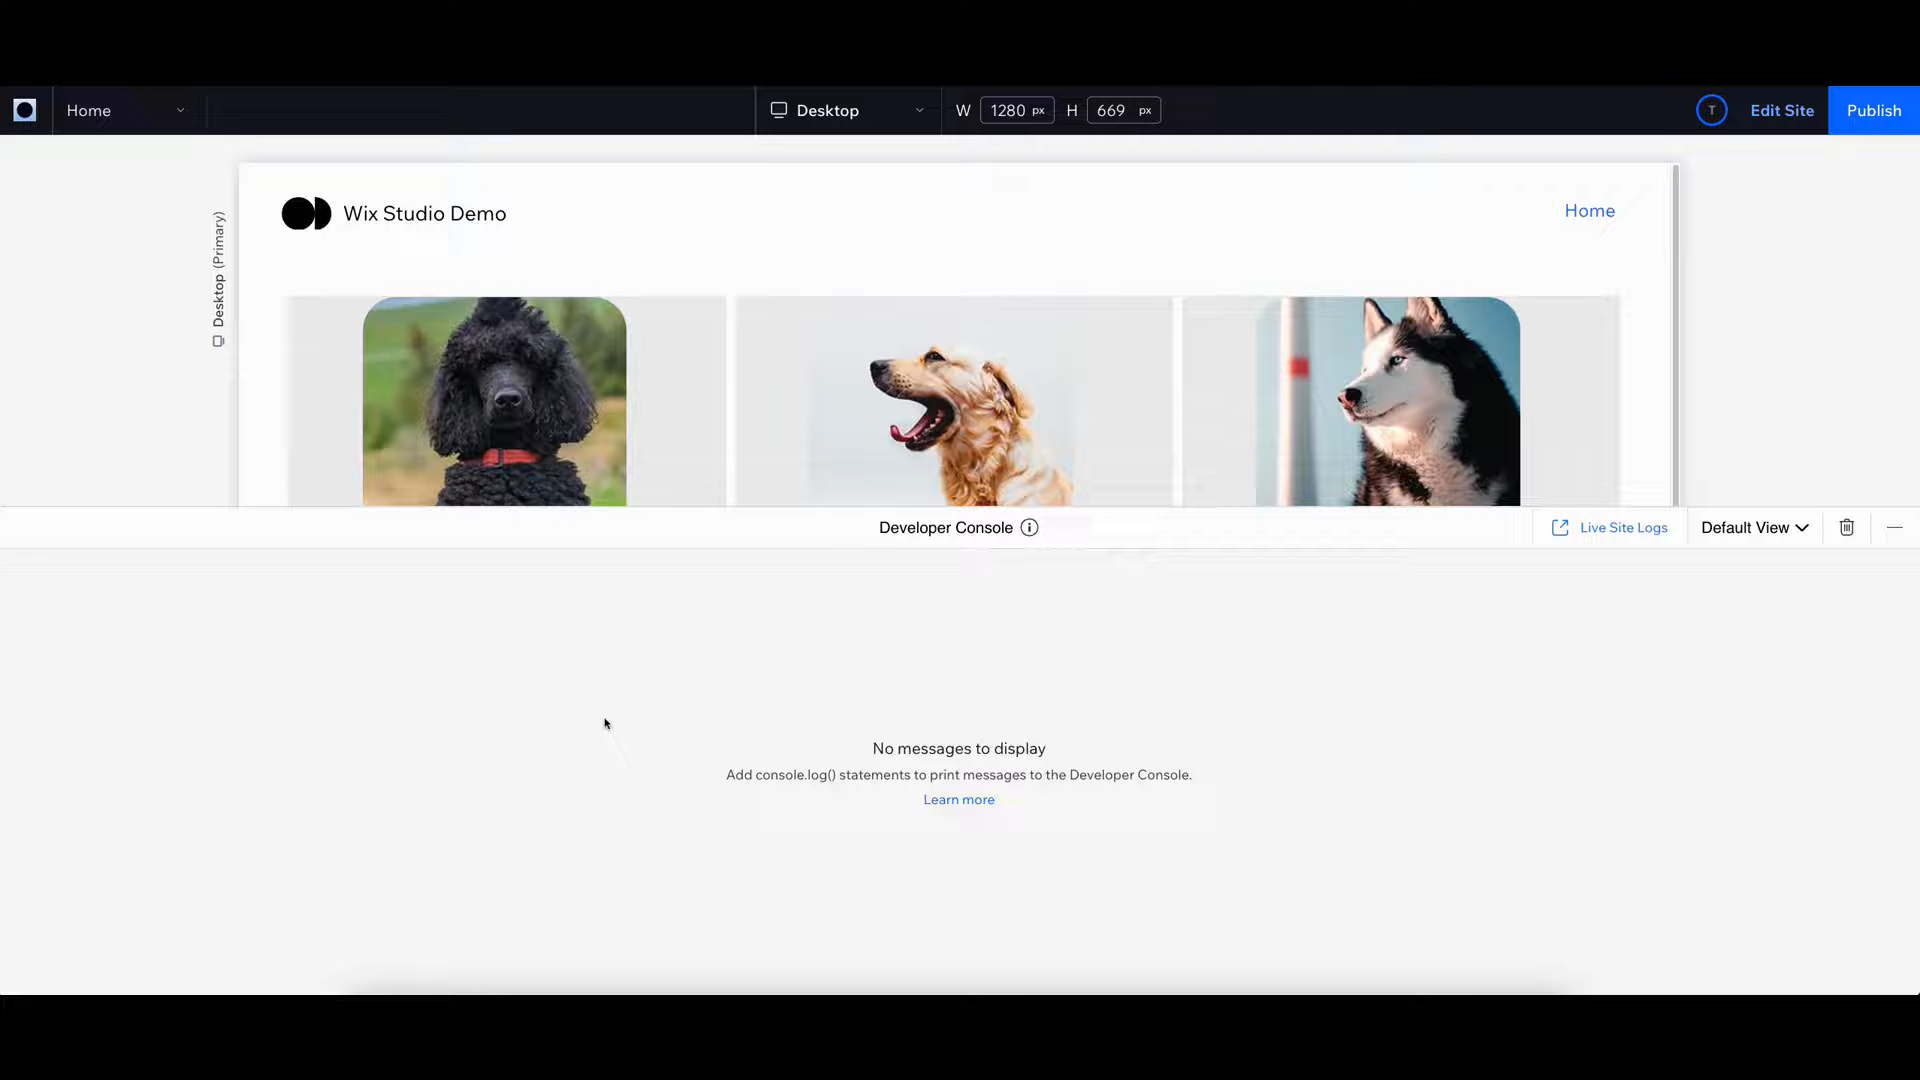 Home
Desktop
W 1280 px H 669 px
T
Edit Site
Publish
Desktop (Primary)
Wix Studio Demo
Home
Developer Console
Live Site Logs
Default View
No messages to display
Add console.log() statements to print messages to the Developer Console.
Learn more